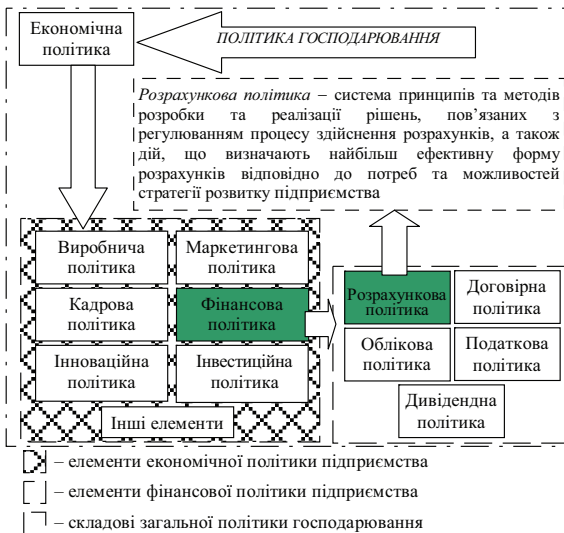 Економічна
політика
ПОЛІТИКА ГОСПОДАРЮВАННЯ
Розрахункова політика – система принципів та методів
розробки та реалізації рішень, пов’язаних з
регулюванням процесу здійснення розрахунків, а також
дій, що визначають найбільш ефективну форму
розрахунків відповідно до потреб та можливостей
стратегії розвитку підприємства
Виробнича
політика
Маркетингова
політика
Кадрова
політика
Фінансова
політика
Інноваційна
політика
Інвестиційна
політика
Інші елементи
Розрахункова
політика
Договірна
політика
Облікова
політика
Податкова
політика
Дивідендна
політика
– елементи економічної політики підприємства
– елементи фінансової політики підприємства
– складові загальної політики господарювання